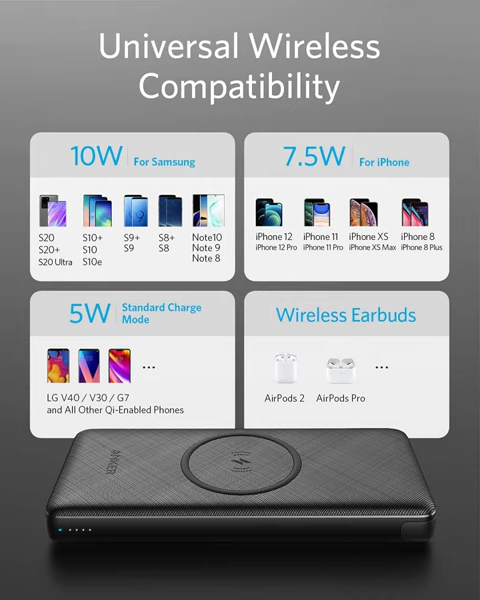 Universal Wireless
Compatibility
10W For Samsung
S20
S20+
S20 Ultra
S10+
S10
S10e
S9+
S9
S8+
S8
Note10
Note 9
Note 8
7.5W For iPhone
iPhone 12
iPhone 12 Pro
iPhone 11
iPhone 11 Pro
iPhone XS
iPhone XS Max
iPhone 8
iPhone 8 Plus
5W Standard Charge
Mode
...
LG V40 / V30 / G7
and All Other Qi-Enabled Phones
Wireless Earbuds
...
AirPods 2
AirPods Pro
ANKER